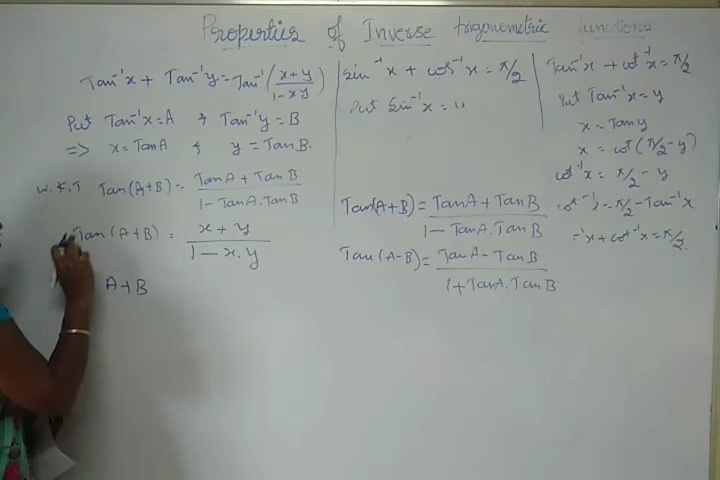 Properties of Inverse trigonometric functions
Tan⁻¹x + Tan⁻¹y = Tan⁻¹(x+y / 1-xy)
Put Tan⁻¹x = A & Tan⁻¹y = B
=> x = TanA & y = TanB.
W.K.T Tan(A+B) = TanA + TanB / 1 - TanA.TanB
Tan(A+B) = x + y / 1 - x.y
A+B
Sin⁻¹x + cos⁻¹x = π/2
Put Sin⁻¹x =
Tan(A+B) = TanA + TanB / 1 - TanA.TanB
Tan(A-B) = TanA - TanB / 1 + TanA.TanB
Tan⁻¹x + cot⁻¹x = π/2
Put Tan⁻¹x = y
x = Tan y
x = cot(π/2 - y)
cot⁻¹x = π/2 - y
cot⁻¹x = π/2 - Tan⁻¹x
⁻¹x + cot⁻¹x = π/2.